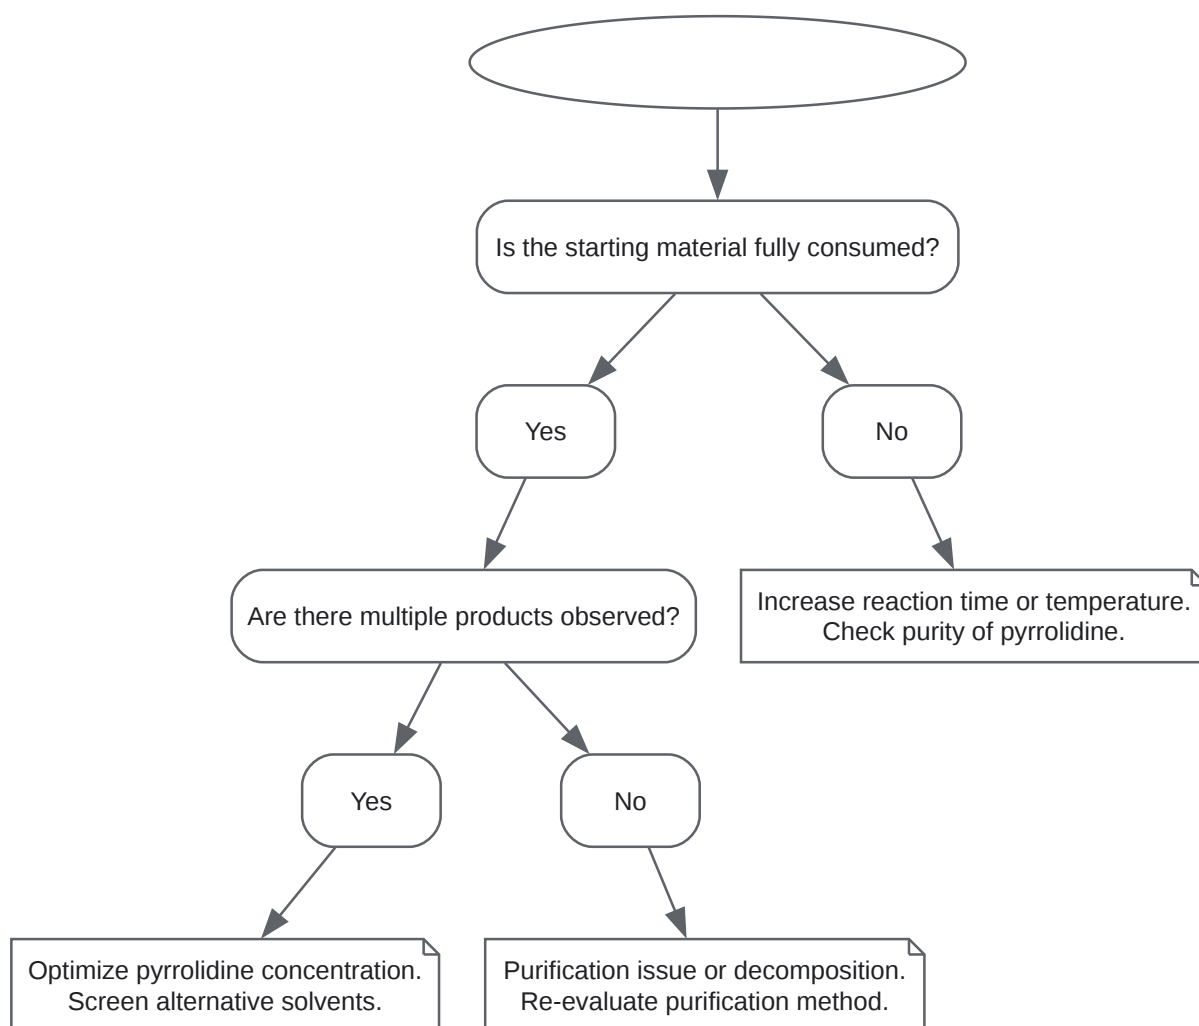 Is the starting material fully consumed?
Yes
No
Are there multiple products observed?
Increase reaction time or temperature.
Check purity of pyrrolidine.
Yes
No
Optimize pyrrolidine concentration.
Screen alternative solvents.
Purification issue or decomposition.
Re-evaluate purification method.